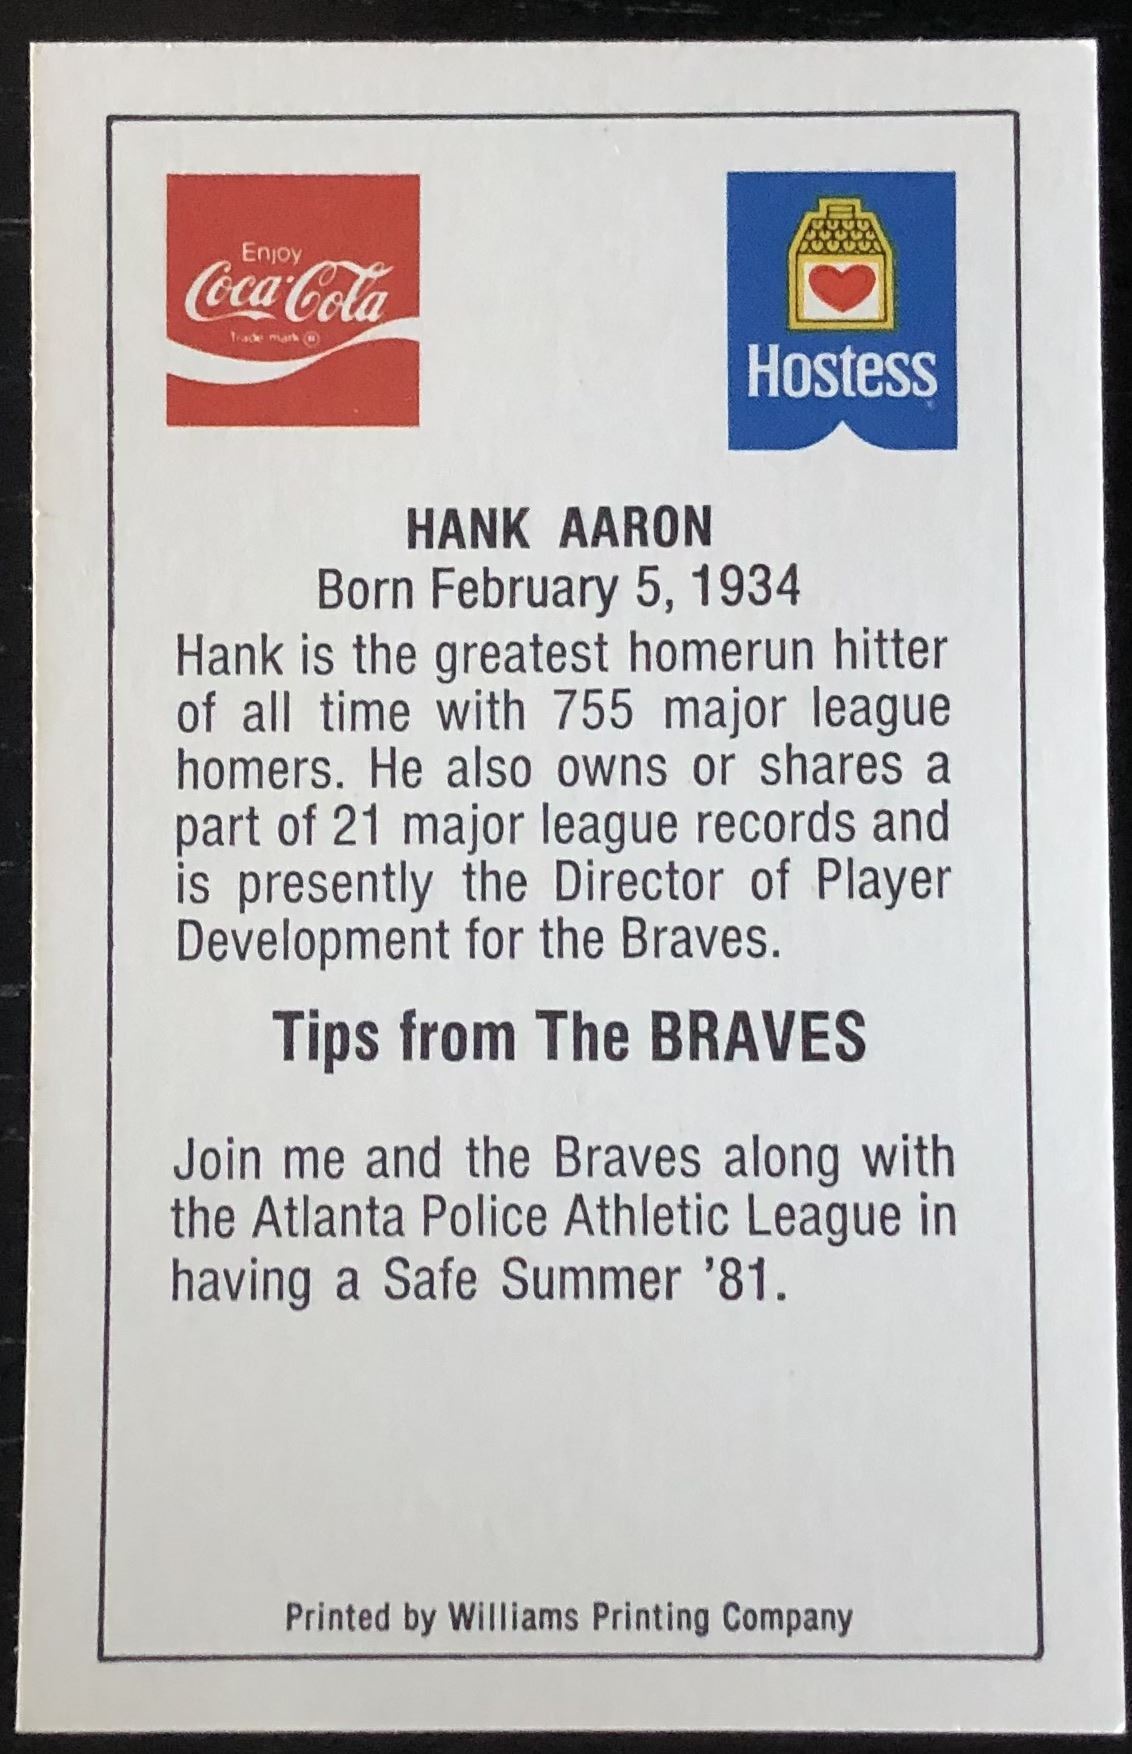 Enjoy
Coca-Cola
Trade mark ®
Hostess
HANK AARON
Born February 5, 1934
Hank is the greatest homerun hitter
of all time with 755 major league
homers. He also owns or shares a
part of 21 major league records and
is presently the Director of Player
Development for the Braves.
Tips from The BRAVES
Join me and the Braves along with
the Atlanta Police Athletic League in
having a Safe Summer '81.
Printed by Williams Printing Company